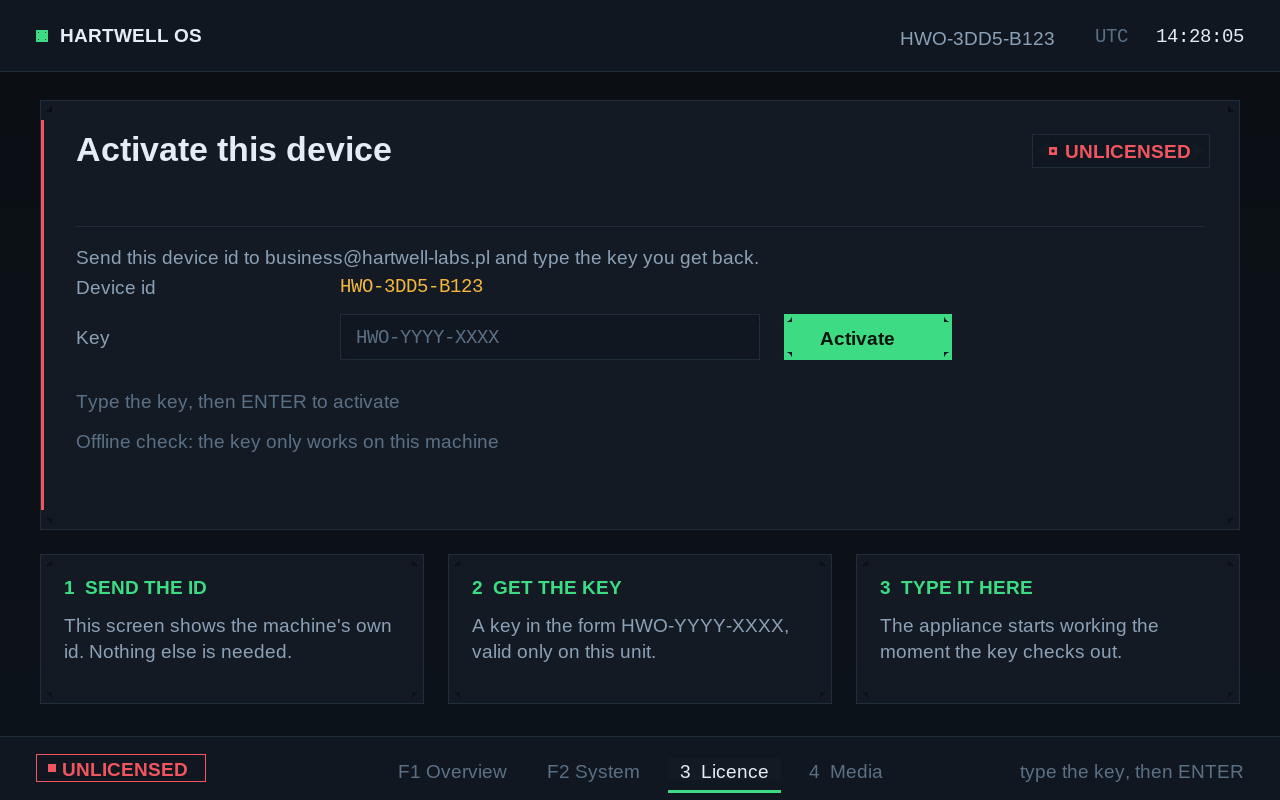 HARTWELL OS
HWO-3DD5-B123 UTC 14:28:05
Activate this device
UNLICENSED
Send this device id to business@hartwell-labs.pl and type the key you get back.
Device id HWO-3DD5-B123
Key HWO-YYYY-XXXX Activate
Type the key, then ENTER to activate
Offline check: the key only works on this machine
1 SEND THE ID
This screen shows the machine's own
id. Nothing else is needed.
2 GET THE KEY
A key in the form HWO-YYYY-XXXX,
valid only on this unit.
3 TYPE IT HERE
The appliance starts working the
moment the key checks out.
UNLICENSED
F1 Overview F2 System 3 Licence 4 Media
type the key, then ENTER